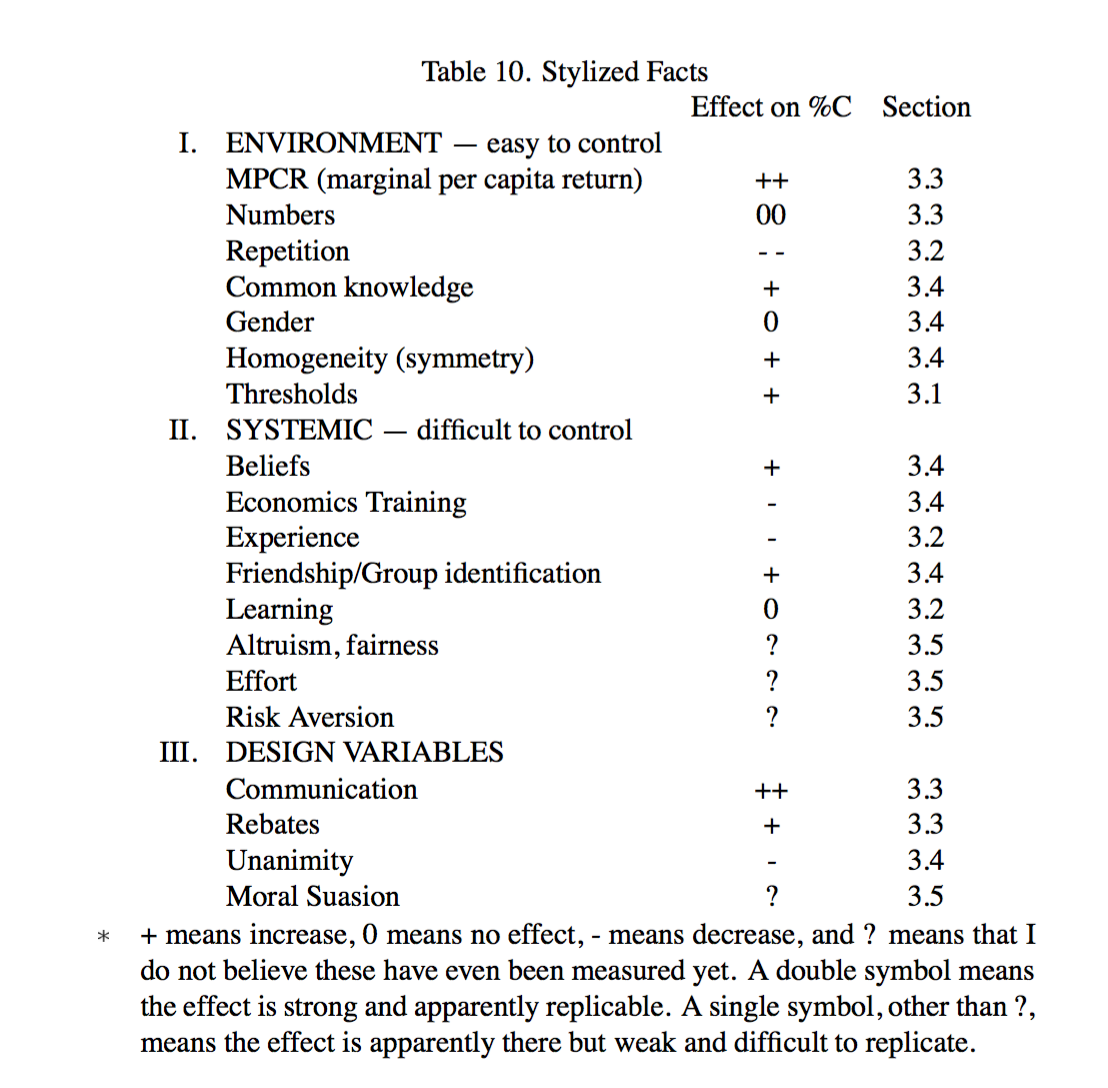 Table 10. Stylized Facts
Effect on %C Section
I. ENVIRONMENT — easy to control
MPCR (marginal per capita return) ++ 3.3
Numbers 00 3.3
Repetition - - 3.2
Common knowledge + 3.4
Gender 0 3.4
Homogeneity (symmetry) + 3.4
Thresholds + 3.1
II. SYSTEMIC — difficult to control
Beliefs + 3.4
Economics Training - 3.4
Experience - 3.2
Friendship/Group identification + 3.4
Learning 0 3.2
Altruism, fairness ? 3.5
Effort ? 3.5
Risk Aversion ? 3.5
III. DESIGN VARIABLES
Communication ++ 3.3
Rebates + 3.3
Unanimity - 3.4
Moral Suasion ? 3.5
* + means increase, 0 means no effect, - means decrease, and ? means that I
do not believe these have even been measured yet. A double symbol means
the effect is strong and apparently replicable. A single symbol, other than ?,
means the effect is apparently there but weak and difficult to replicate.